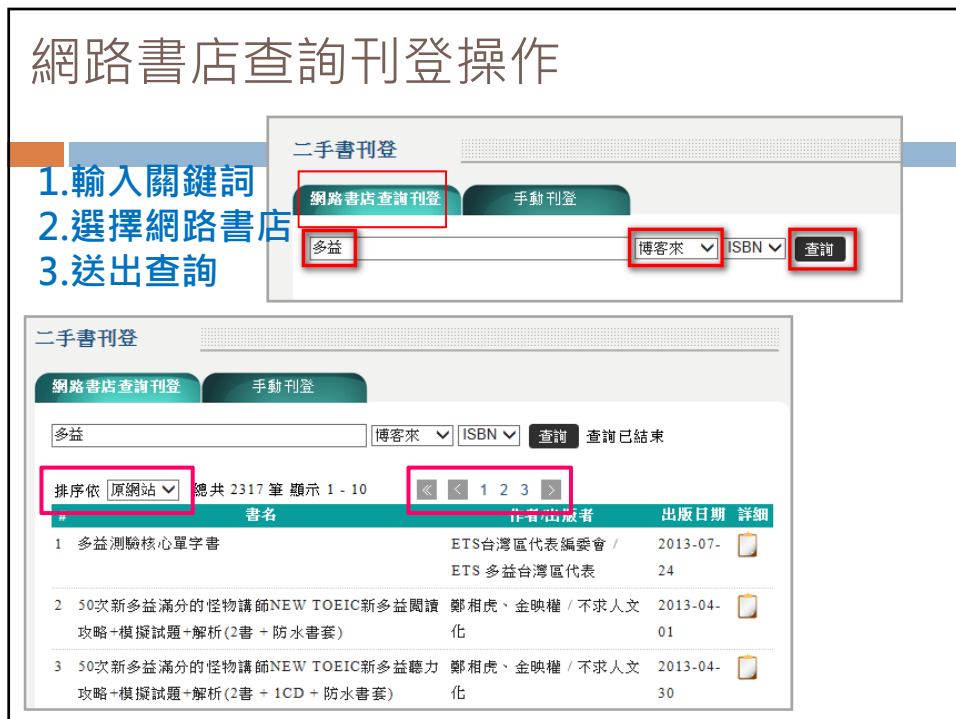 網路書店查詢刊登操作
1.輸入關鍵詞
2.選擇網路書店
3.送出查詢
二手書刊登
網路書店查詢刊登 手動刊登
多益 博客來 ISBN 查詢
二手書刊登
網路書店查詢刊登 手動刊登
多益 博客來 ISBN 查詢 查詢已結束
排序依 原網站 總共 2317 筆 顯示 1 - 10 « < 1 2 3 >
# 書名 作者/出版者 出版日期 詳細
1 多益測驗核心單字書 ETS台灣區代表編委會 / 2013-07-
ETS 多益台灣區代表 24
2 50次新多益滿分的怪物講師NEW TOEIC新多益閱讀 鄭相虎、金映權 / 不求人文 2013-04-
攻略+模擬試題+解析(2書 + 防水書套) 化 01
3 50次新多益滿分的怪物講師NEW TOEIC新多益聽力 鄭相虎、金映權 / 不求人文 2013-04-
攻略+模擬試題+解析(2書 + 1CD + 防水書套) 化 30